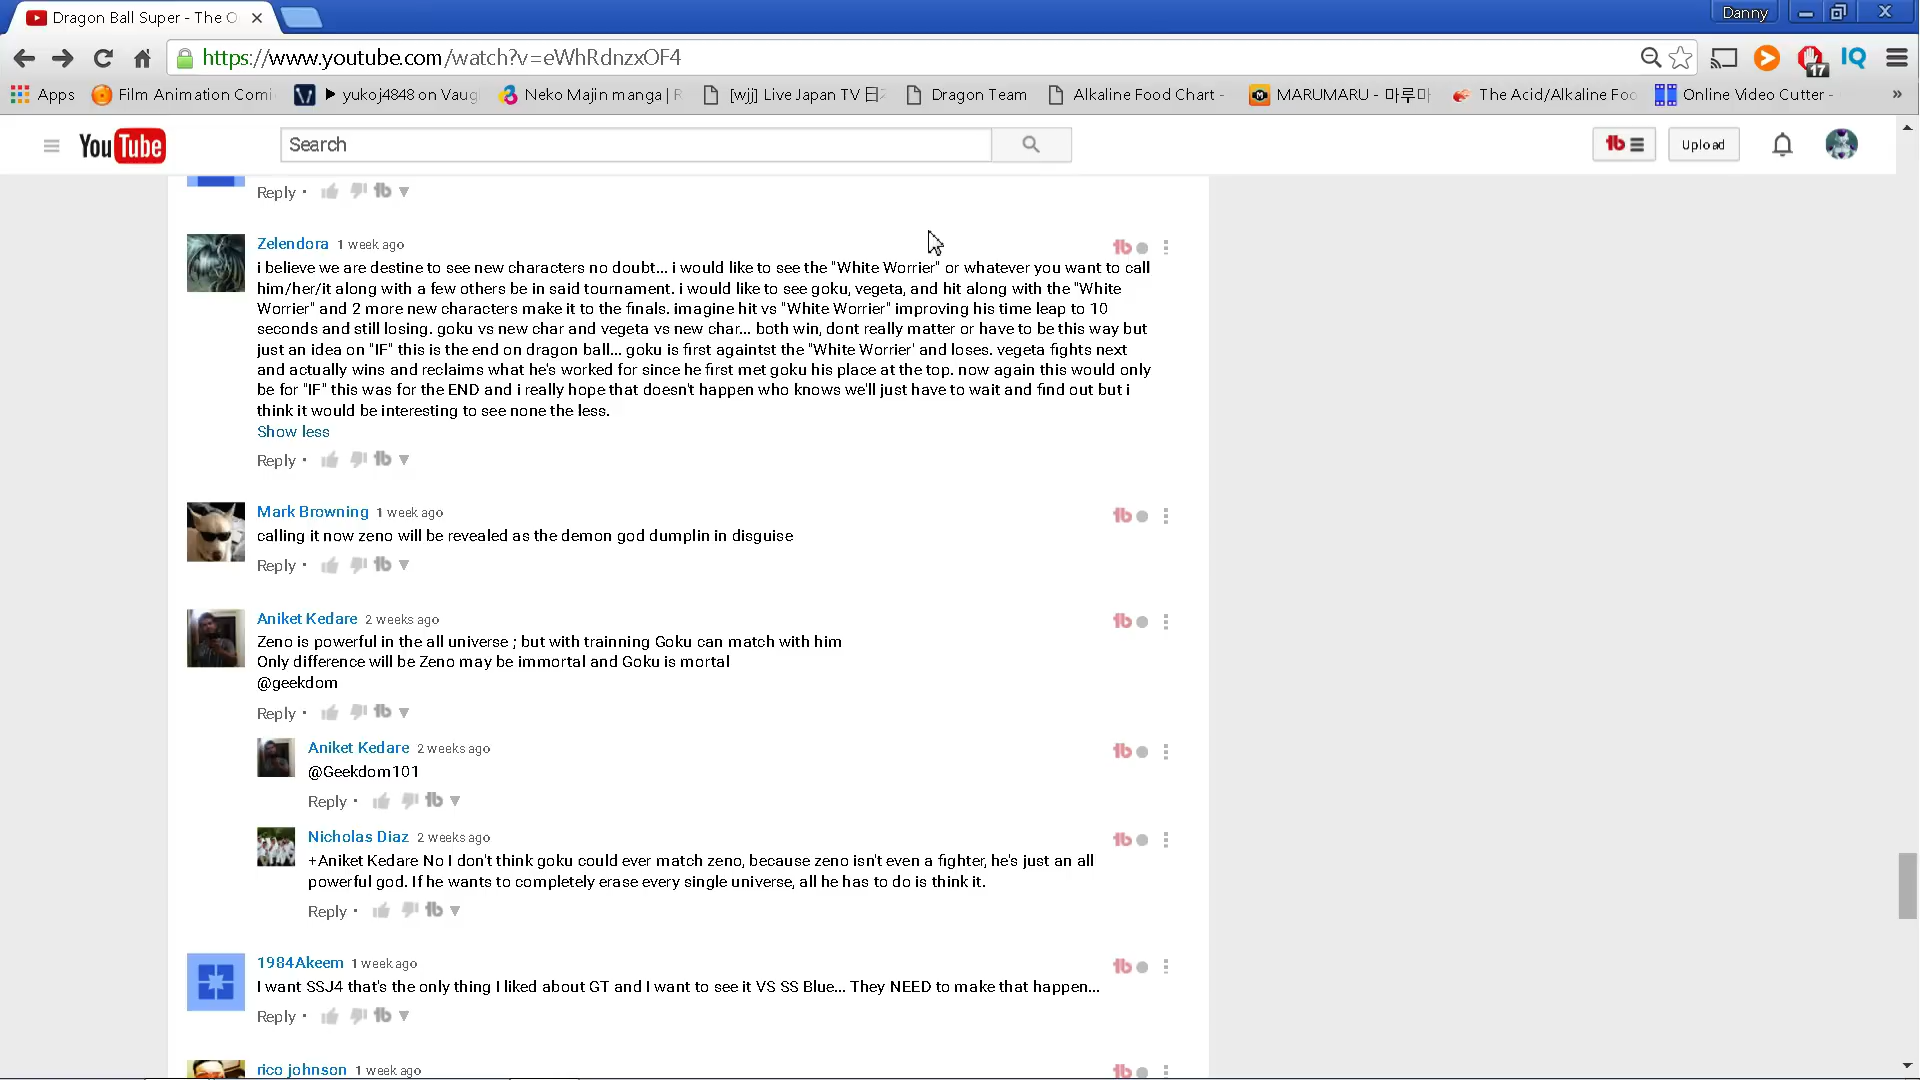 Dragon Ball Super - The O
Danny
https://www.youtube.com/watch?v=eWhRdnzxOF4
17
IQ
Apps
Film Animation Comi
▶ yukoj4848 on Vaug
Neko Majin manga | R
[wjj] Live Japan TV 日
Dragon Team
Alkaline Food Chart -
MARUMARU - 마루마
The Acid/Alkaline Foo
Online Video Cutter -
»
YouTube
Search
Upload
Reply •
Zelendora 1 week ago
i believe we are destine to see new characters no doubt... i would like to see the "White Worrier" or whatever you want to call
him/her/it along with a few others be in said tournament. i would like to see goku, vegeta, and hit along with the "White
Worrier" and 2 more new characters make it to the finals. imagine hit vs "White Worrier" improving his time leap to 10
seconds and still losing. goku vs new char and vegeta vs new char... both win, dont really matter or have to be this way but
just an idea on "IF" this is the end on dragon ball... goku is first againtst the "White Worrier' and loses. vegeta fights next
and actually wins and reclaims what he's worked for since he first met goku his place at the top. now again this would only
be for "IF" this was for the END and i really hope that doesn't happen who knows we'll just have to wait and find out but i
think it would be interesting to see none the less.
Show less
Reply •
Mark Browning 1 week ago
calling it now zeno will be revealed as the demon god dumplin in disguise
Reply •
Aniket Kedare 2 weeks ago
Zeno is powerful in the all universe ; but with trainning Goku can match with him
Only difference will be Zeno may be immortal and Goku is mortal
@geekdom
Reply •
Aniket Kedare 2 weeks ago
@Geekdom101
Reply •
Nicholas Diaz 2 weeks ago
+Aniket Kedare No I don't think goku could ever match zeno, because zeno isn't even a fighter, he's just an all
powerful god. If he wants to completely erase every single universe, all he has to do is think it.
Reply •
1984Akeem 1 week ago
I want SSJ4 that's the only thing I liked about GT and I want to see it VS SS Blue... They NEED to make that happen...
Reply •
rico johnson 1 week ago